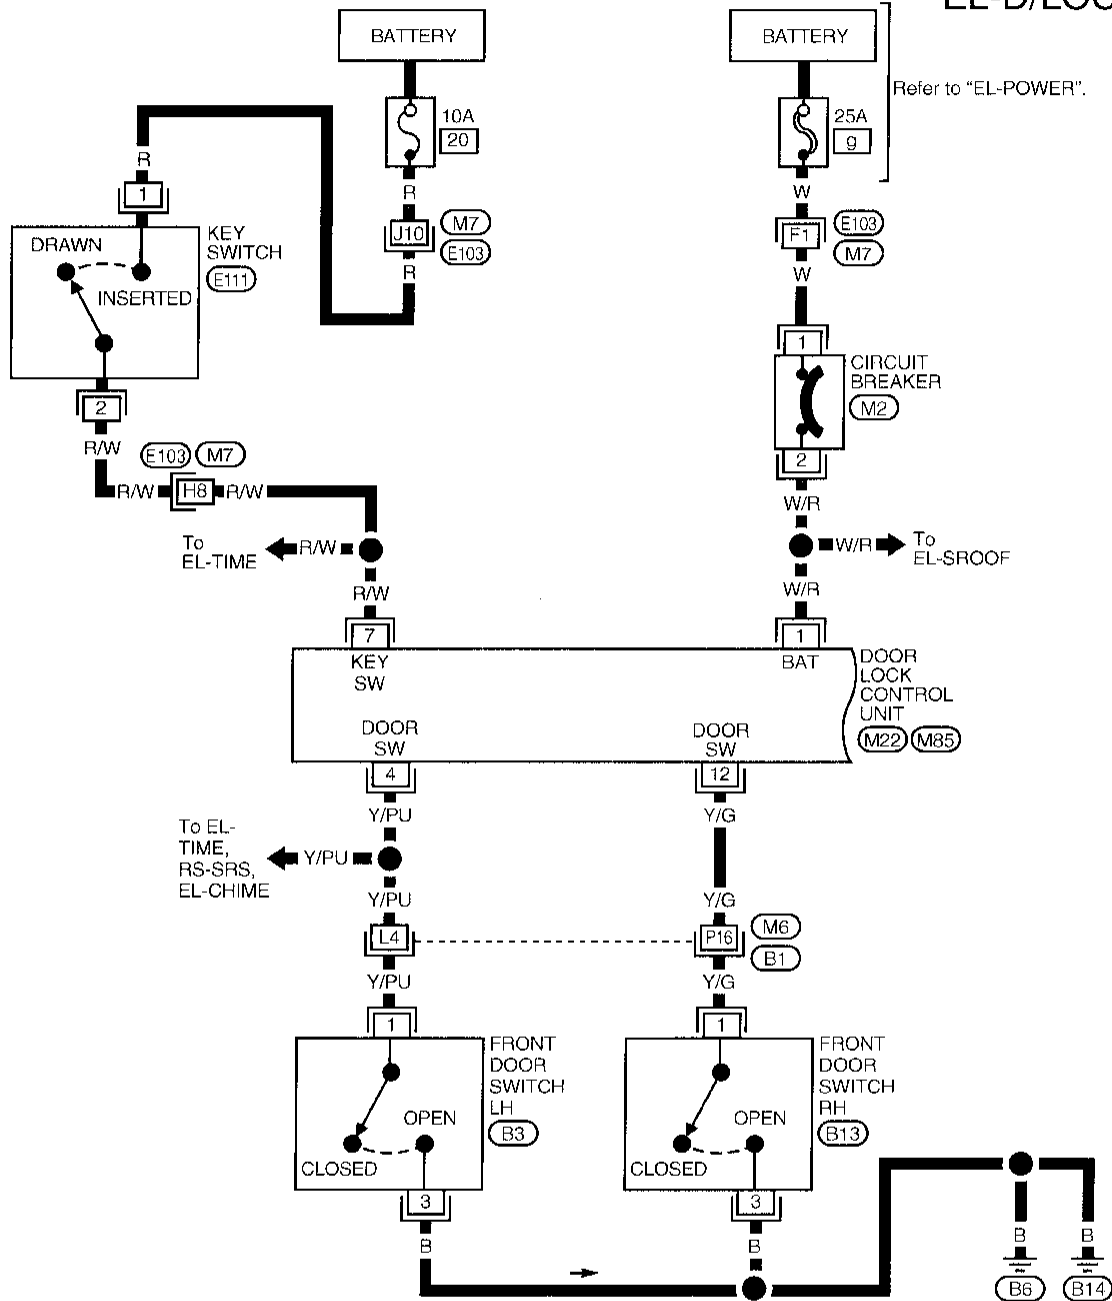 BATTERY
BATTERY
Refer to "EL-POWER".
10A
20
25A
g
R
R
W
1
J10
M7
E103
F1
E103
M7
DRAWN
KEY
SWITCH
E111
INSERTED
R
W
1
CIRCUIT
BREAKER
M2
2
2
R/W
E103
M7
R/W
H8
R/W
W/R
To
EL-TIME
R/W
W/R
To
EL-SROOF
R/W
W/R
7
1
KEY
SW
BAT
DOOR
LOCK
CONTROL
UNIT
M22
M85
DOOR
SW
DOOR
SW
4
12
Y/PU
Y/G
To EL-
TIME,
RS-SRS,
EL-CHIME
Y/PU
Y/PU
Y/G
L4
P16
M6
B1
Y/PU
Y/G
1
1
FRONT
DOOR
SWITCH
LH
B3
OPEN
CLOSED
FRONT
DOOR
SWITCH
RH
B13
OPEN
CLOSED
3
3
B
B
B
B
B6
B14